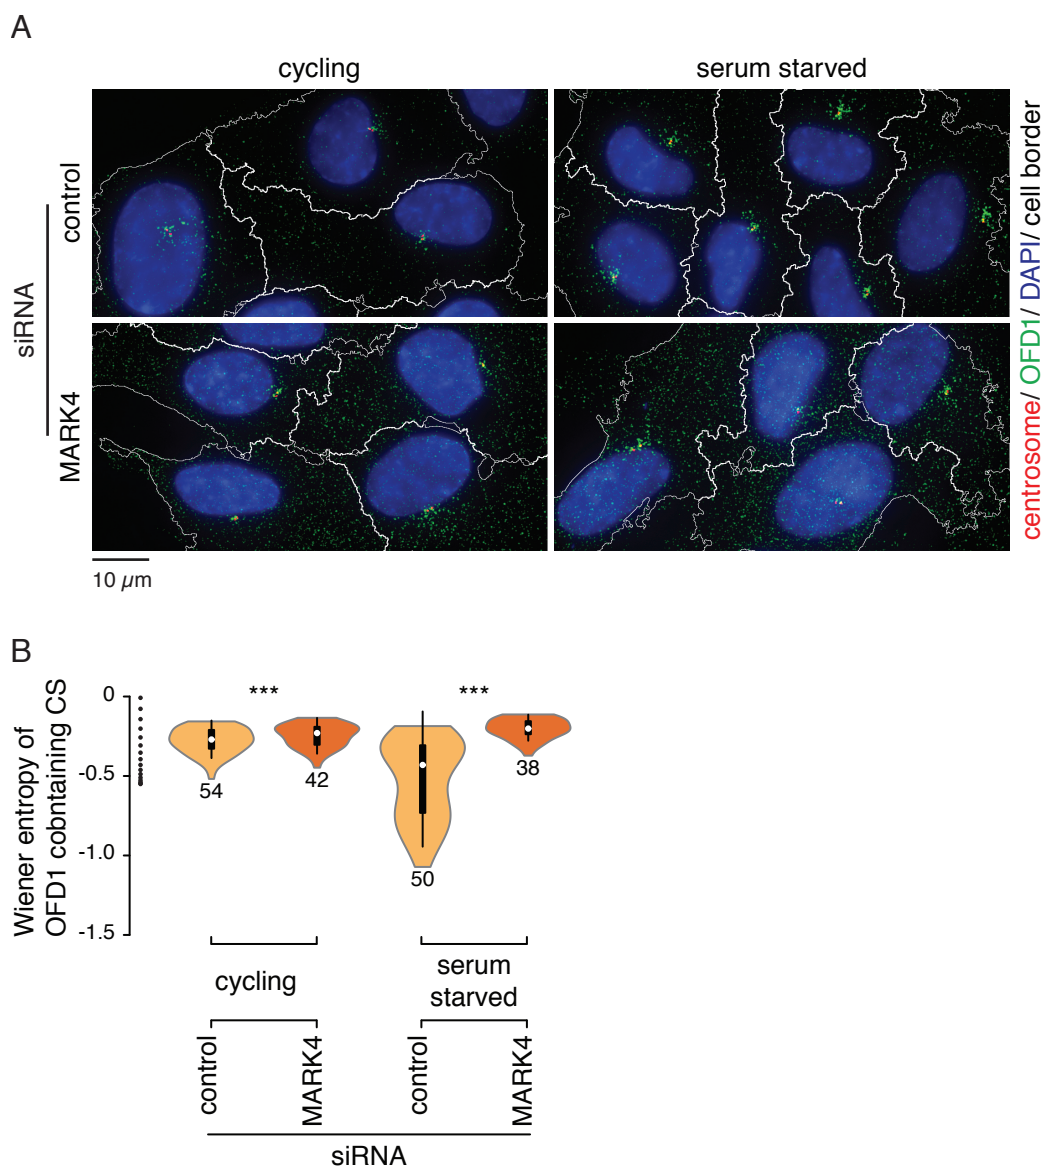 A
cycling
serum starved
control
MARK4
siRNA
centrosome/ OFD1/ DAPI/ cell border
10 µm
B
Wiener entropy of
OFD1 cobntaining CS
0
-0.5
-1.0
-1.5
***
***
54
42
50
38
cycling
serum
starved
control
MARK4
control
MARK4
siRNA